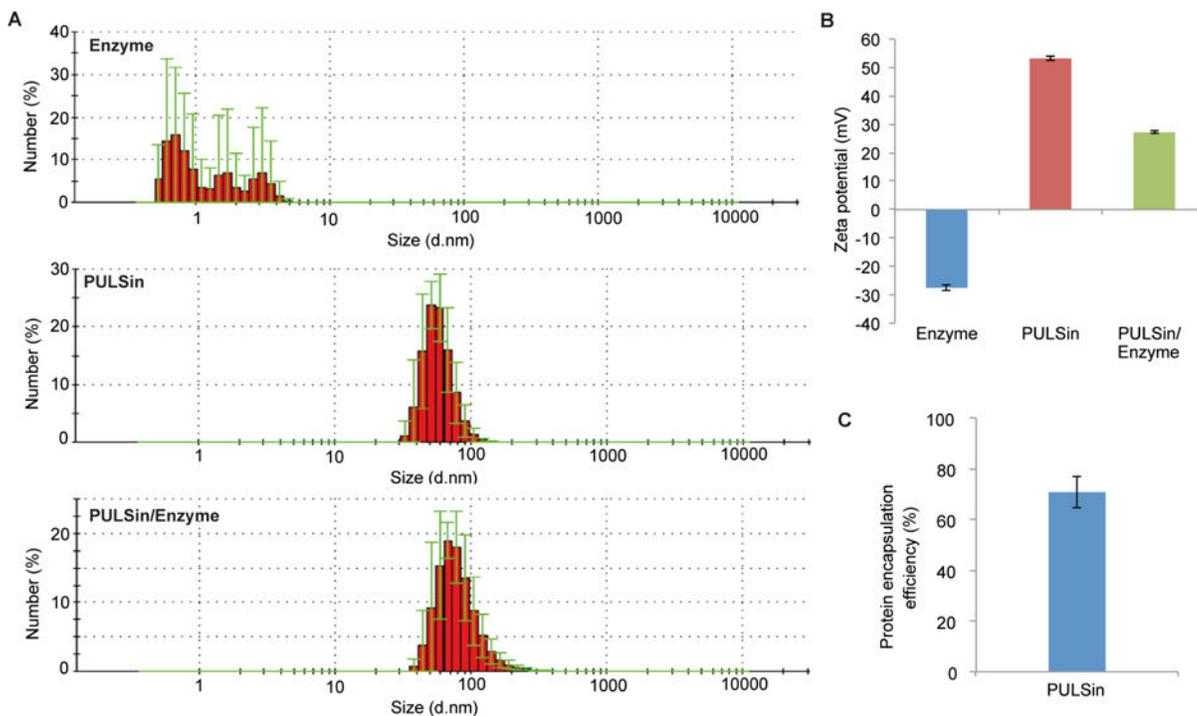 A
Enzyme
40
30
20
10
0
Number (%)
1 10 100 1000 10000
Size (d.nm)
PULSin
30
20
10
0
Number (%)
1 10 100 1000 10000
Size (d.nm)
PULSin/Enzyme
20
10
0
Number (%)
1 10 100 1000 10000
Size (d.nm)
B
60
50
40
30
20
10
0
-10
-20
-30
-40
Zeta potential (mV)
Enzyme PULSin PULSin/
Enzyme
C
100
80
60
40
20
0
Protein encapsulation
efficiency (%)
PULSin